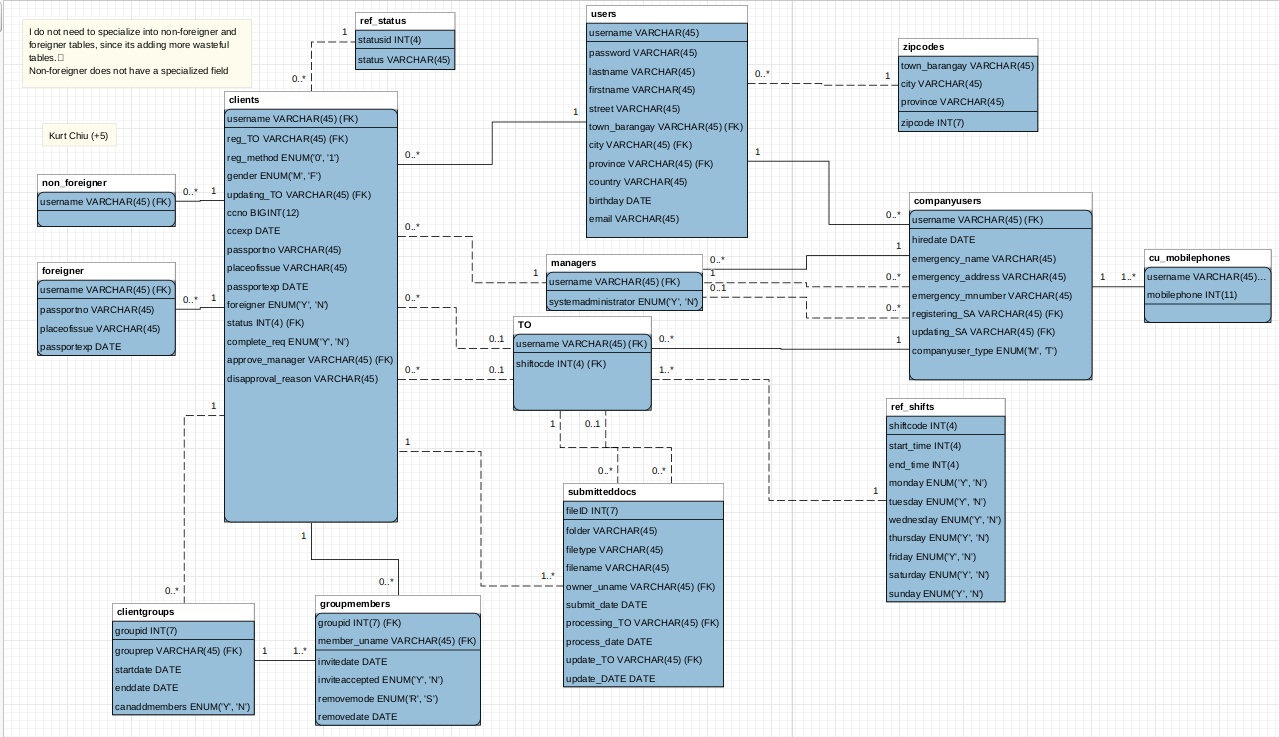 I do not need to specialize into non-foreigner and
foreigner tables, since its adding more wasteful
tables.
Non-foreigner does not have a specialized field
Kurt Chiu (+5)
ref_status
statusid INT(4)
status VARCHAR(45)
1
0..*
users
username VARCHAR(45)
password VARCHAR(45)
lastname VARCHAR(45)
firstname VARCHAR(45)
street VARCHAR(45)
town_barangay VARCHAR(45) (FK)
city VARCHAR(45) (FK)
province VARCHAR(45) (FK)
country VARCHAR(45)
birthday DATE
email VARCHAR(45)
0..*
1
zipcodes
town_barangay VARCHAR(45)
city VARCHAR(45)
province VARCHAR(45)
zipcode INT(7)
clients
username VARCHAR(45) (FK)
reg_TO VARCHAR(45) (FK)
reg_method ENUM('0', '1')
gender ENUM('M', 'F')
updating_TO VARCHAR(45) (FK)
ccno BIGINT(12)
ccexp DATE
passportno VARCHAR(45)
placeofissue VARCHAR(45)
passportexp DATE
foreigner ENUM('Y', 'N')
status INT(4) (FK)
complete_req ENUM('Y', 'N')
approve_manager VARCHAR(45) (FK)
disapproval_reason VARCHAR(45)
1
0..*
1
0..*
non_foreigner
username VARCHAR(45) (FK)
0..*
1
foreigner
username VARCHAR(45) (FK)
passportno VARCHAR(45)
placeofissue VARCHAR(45)
passportexp DATE
0..*
1
companyusers
username VARCHAR(45) (FK)
hiredate DATE
emergency_name VARCHAR(45)
emergency_address VARCHAR(45)
emergency_mnumber VARCHAR(45)
registering_SA VARCHAR(45) (FK)
updating_SA VARCHAR(45) (FK)
companyuser_type ENUM('M', 'T')
cu_mobilephones
username VARCHAR(45)...
mobilephone INT(11)
1
1..*
managers
username VARCHAR(45) (FK)
systemadministrator ENUM('Y', 'N')
0..*
1
0..*
1
1
0..*
0..1
0..*
TO
username VARCHAR(45) (FK)
shiftocde INT(4) (FK)
0..*
0..1
0..*
0..1
0..*
1
1..*
1
ref_shifts
shiftcode INT(4)
start_time INT(4)
end_time INT(4)
monday ENUM('Y', 'N')
tuesday ENUM('Y', 'N')
wednesday ENUM('Y', 'N')
thursday ENUM('Y', 'N')
friday ENUM('Y', 'N')
saturday ENUM('Y', 'N')
sunday ENUM('Y', 'N')
1
0..1
0..*
0..*
submitteddocs
fileID INT(7)
folder VARCHAR(45)
filetype VARCHAR(45)
filename VARCHAR(45)
owner_uname VARCHAR(45) (FK)
submit_date DATE
processing_TO VARCHAR(45) (FK)
process_date DATE
update_TO VARCHAR(45) (FK)
update_DATE DATE
1
1..*
1
0..*
1
0..*
clientgroups
groupid INT(7)
grouprep VARCHAR(45) (FK)
startdate DATE
enddate DATE
canaddmembers ENUM('Y', 'N')
1
1..*
groupmembers
groupid INT(7) (FK)
member_uname VARCHAR(45) (FK)
invitedate DATE
inviteaccepted ENUM('Y', 'N')
removemode ENUM('R', 'S')
removedate DATE